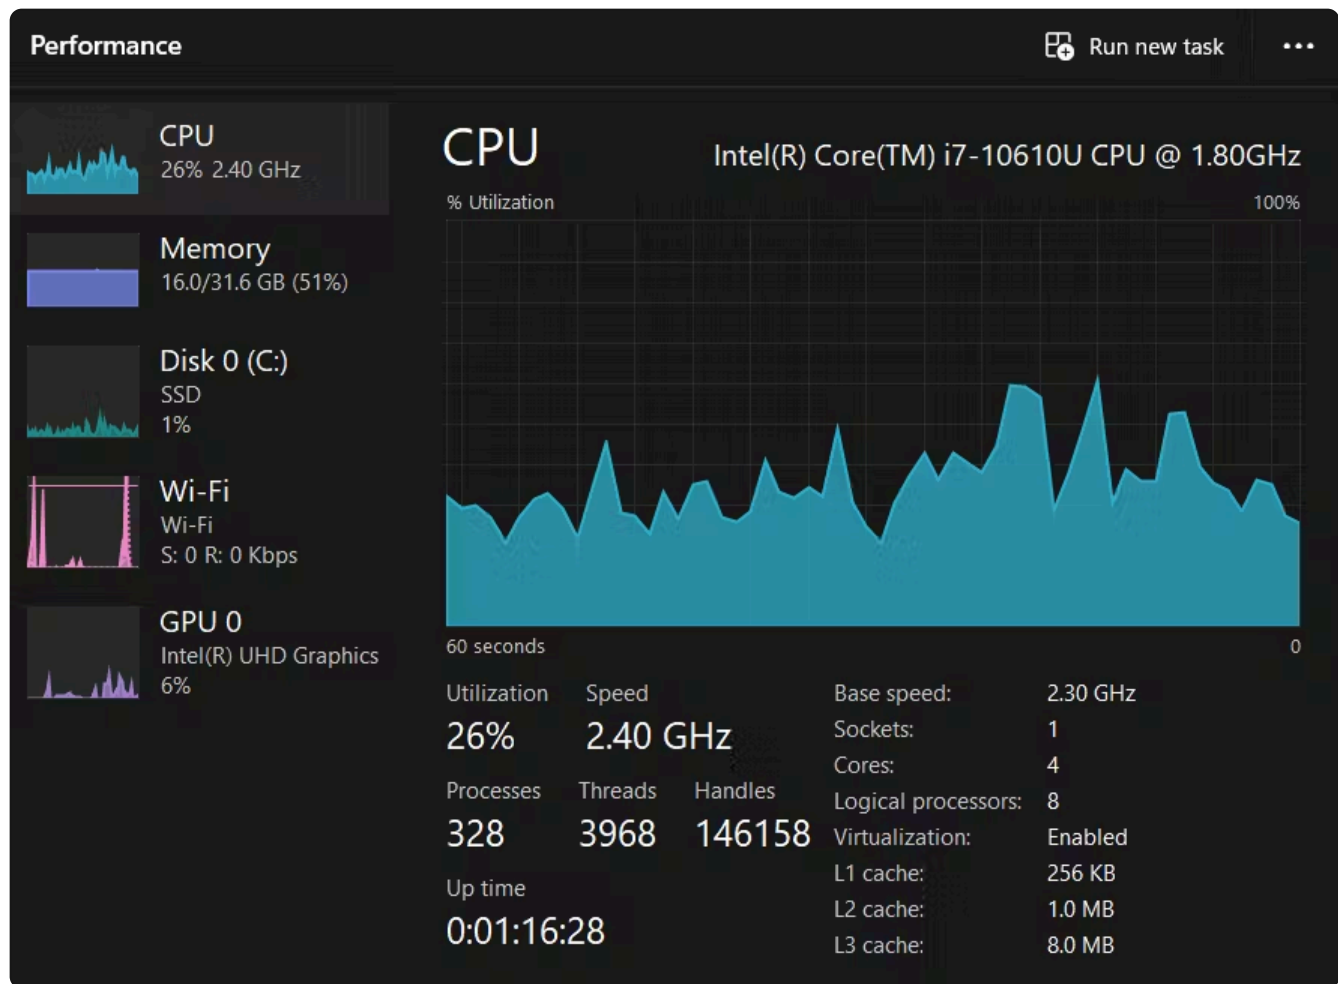 Performance
Run new task
CPU
26% 2.40 GHz
Memory
16.0/31.6 GB (51%)
Disk 0 (C:)
SSD
1%
Wi-Fi
Wi-Fi
S: 0 R: 0 Kbps
GPU 0
Intel(R) UHD Graphics
6%
CPU
Intel(R) Core(TM) i7-10610U CPU @ 1.80GHz
% Utilization
100%
60 seconds
0
Utilization
Speed
26%
2.40 GHz
Processes
Threads
Handles
328
3968
146158
Up time
0:01:16:28
Base speed: 2.30 GHz
Sockets: 1
Cores: 4
Logical processors: 8
Virtualization: Enabled
L1 cache: 256 KB
L2 cache: 1.0 MB
L3 cache: 8.0 MB